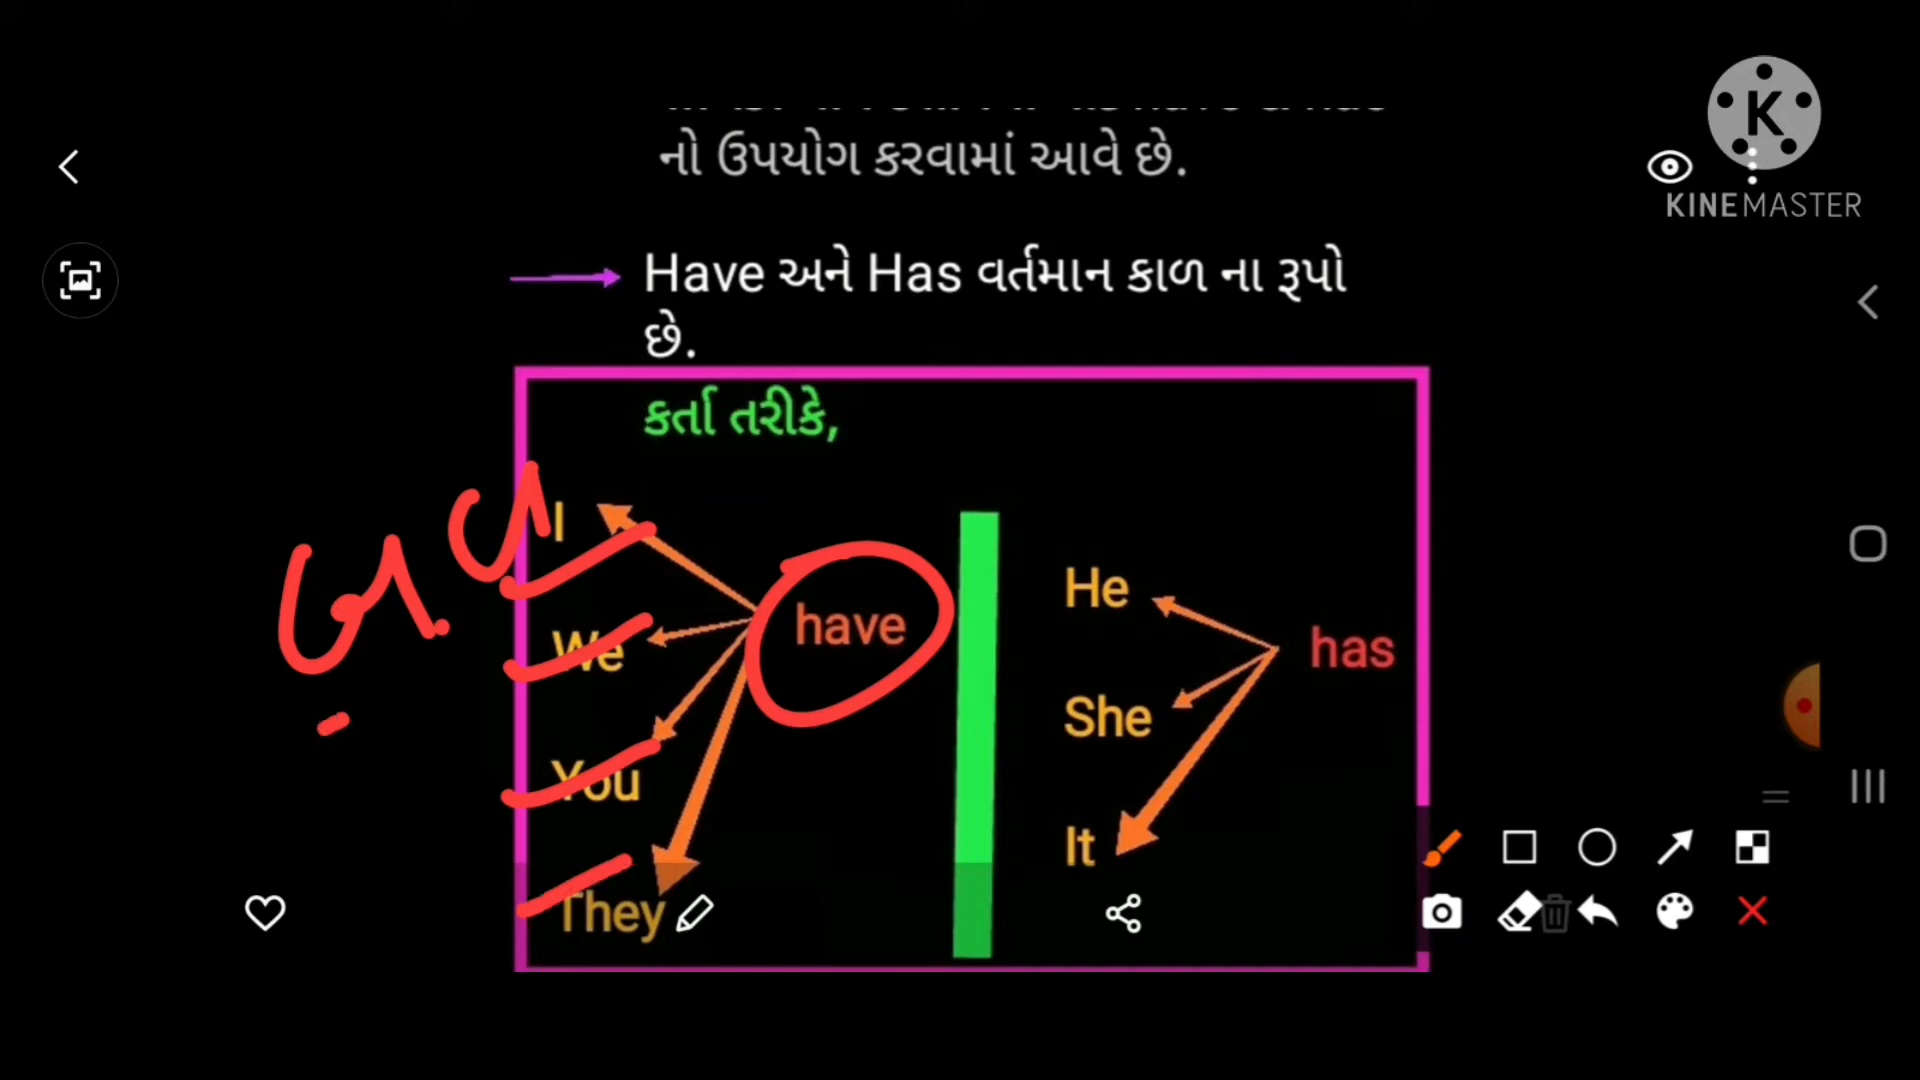 નો ઉપયોગ કરવામાં આવે છે.
KINEMASTER
Have અને Has વર્તમાન કાળ ના રૂપો
છે.
કર્તા તરીકે,
I
have
We
You
They
He
has
She
It